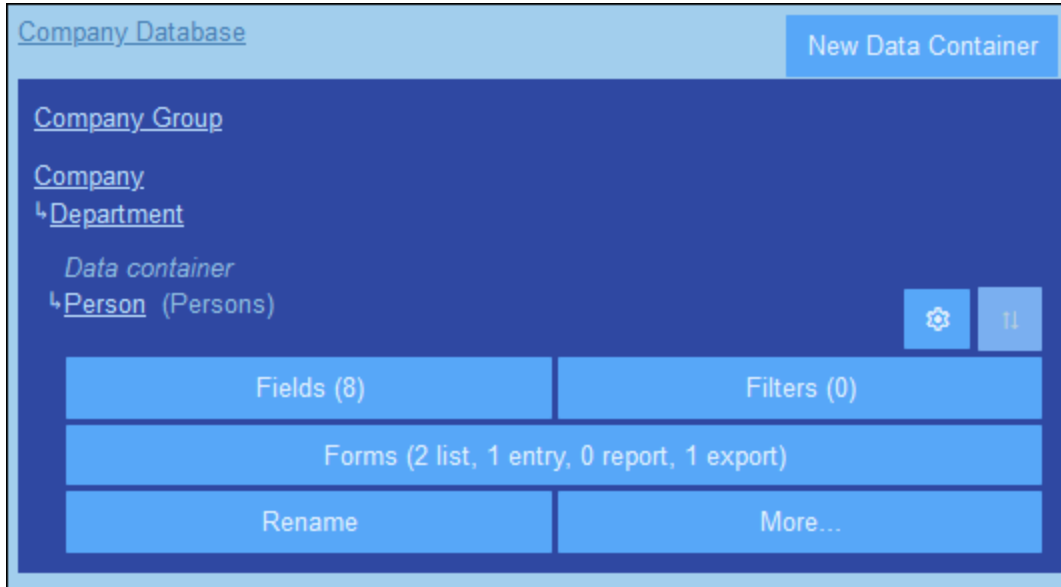 Company Database
New Data Container
Company Group
Company
↳Department
Data container
↳Person (Persons)
Fields (8)
Filters (0)
Forms (2 list, 1 entry, 0 report, 1 export)
Rename
More...